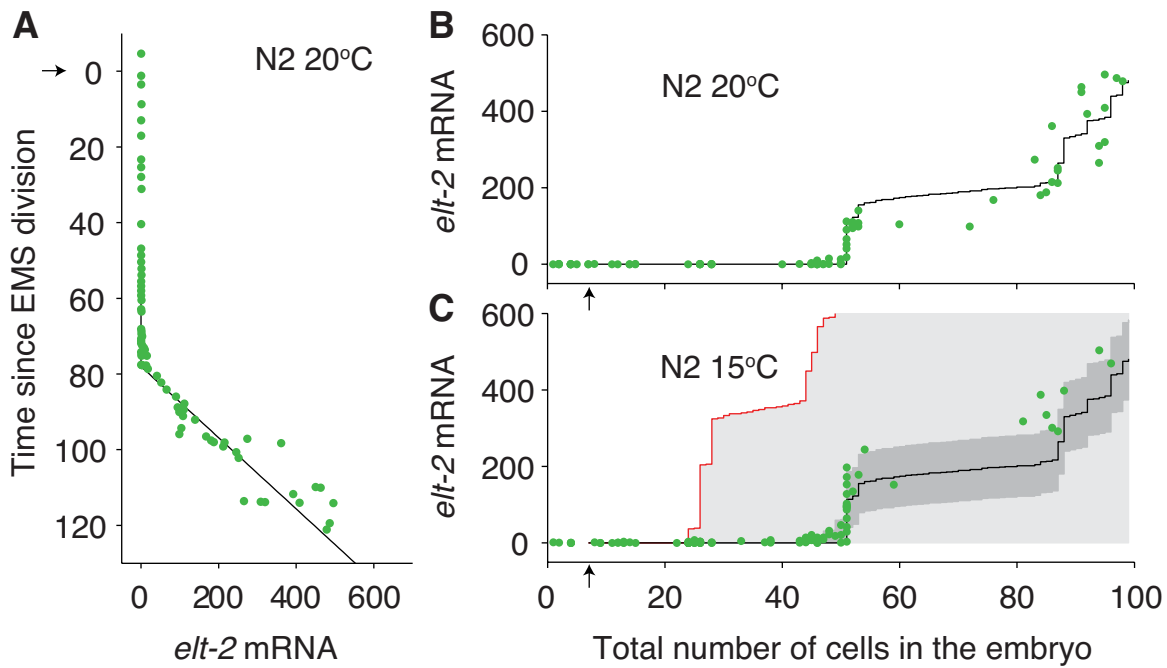 A
N2 20°C
0
20
40
60
80
100
120
Time since EMS division
0 200 400 600
elt-2 mRNA
B
N2 20°C
600
400
200
0
elt-2 mRNA
C
N2 15°C
600
400
200
0
elt-2 mRNA
0 20 40 60 80 100
Total number of cells in the embryo